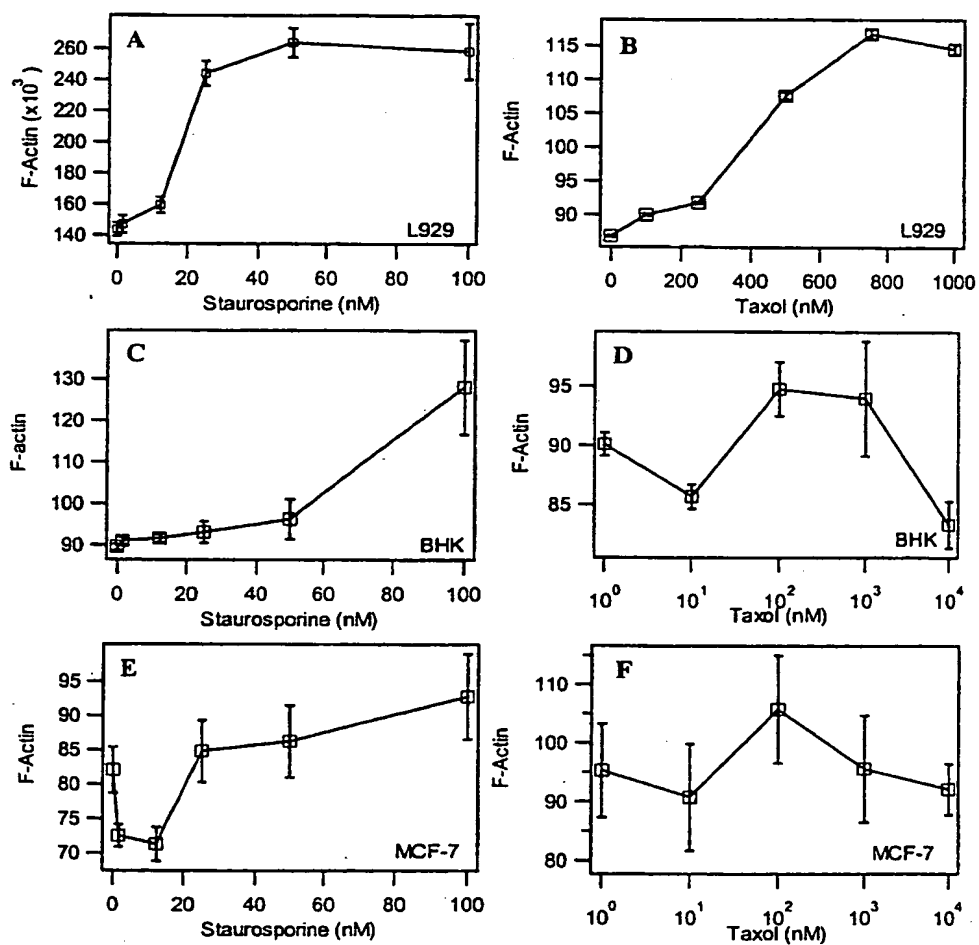 A
F-Actin (x10³)
260
240
220
200
180
160
140
L929
0 20 40 60 80 100
Staurosporine (nM)
B
F-Actin
115
110
105
100
95
90
L929
0 200 400 600 800 1000
Taxol (nM)
C
F-actin
130
120
110
100
90
BHK
0 20 40 60 80 100
Staurosporine (nM)
D
F-Actin
95
90
85
BHK
10⁰ 10¹ 10² 10³ 10⁴
Taxol (nM)
E
F-Actin
95
90
85
80
75
70
MCF-7
0 20 40 60 80 100
Staurosporine (nM)
F
F-Actin
110
100
90
80
MCF-7
10⁰ 10¹ 10² 10³ 10⁴
Taxol (nM)